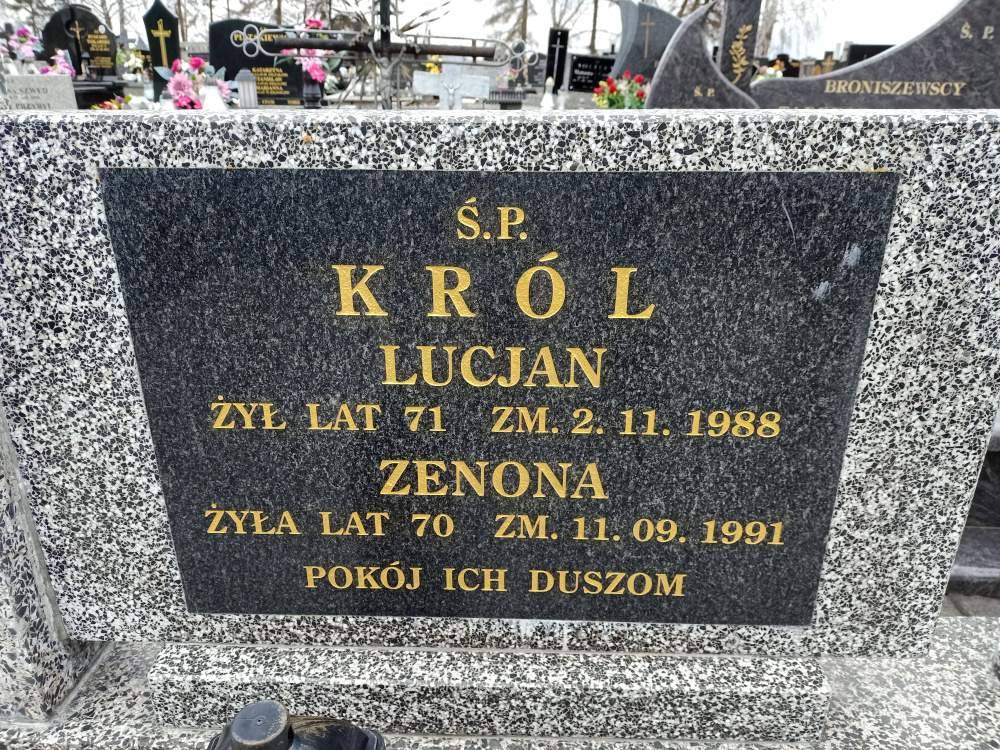 Ś.P.
KRÓL
LUCJAN
ŻYŁ LAT 71 ZM. 2. 11. 1988
ZENONA
ŻYŁA LAT 70 ZM. 11. 09. 1991
POKÓJ ICH DUSZOM
Ś.P.
Ś.P.
BRONISZEWSCY